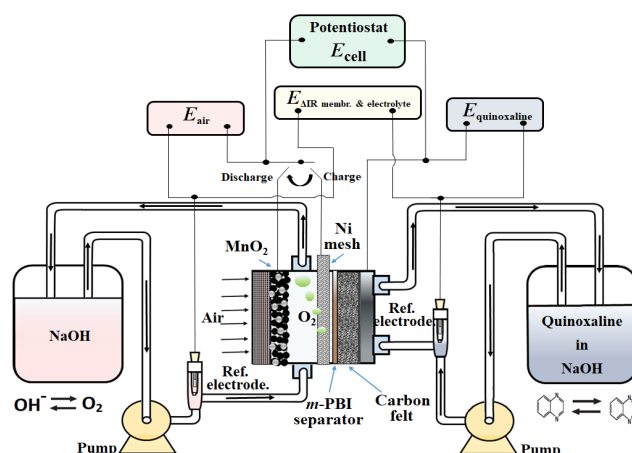 Potentiostat
Ecell
Eair
EΔIR membr. & electrolyte
Equinoxaline
Discharge
Charge
MnO2
Ni
mesh
Air
O2
Ref.
electrode.
Ref.
electrode.
NaOH
Quinoxaline
in
NaOH
m-PBI
separator
Carbon
felt
OH⁻ O2
Pump
Pump
N
N
N
N